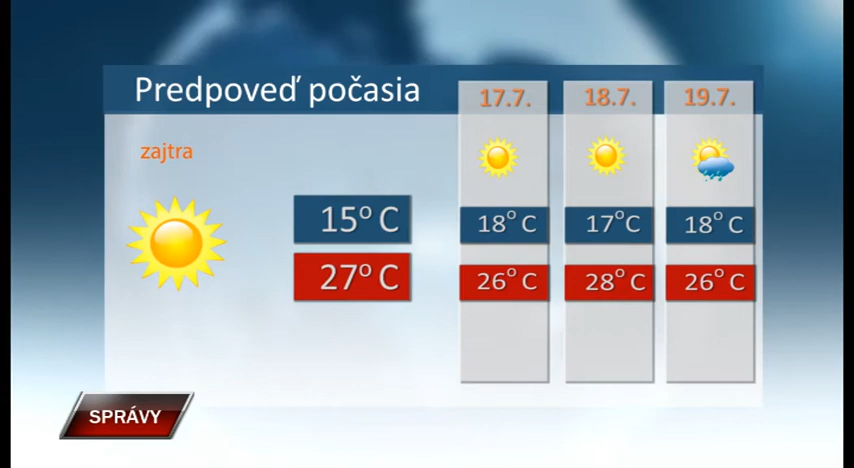 Predpoveď počasia
zajtra
15° C
27° C
17.7. 18.7. 19.7.
18° C 17°C 18° C
26° C 28° C 26° C
SPRÁVY